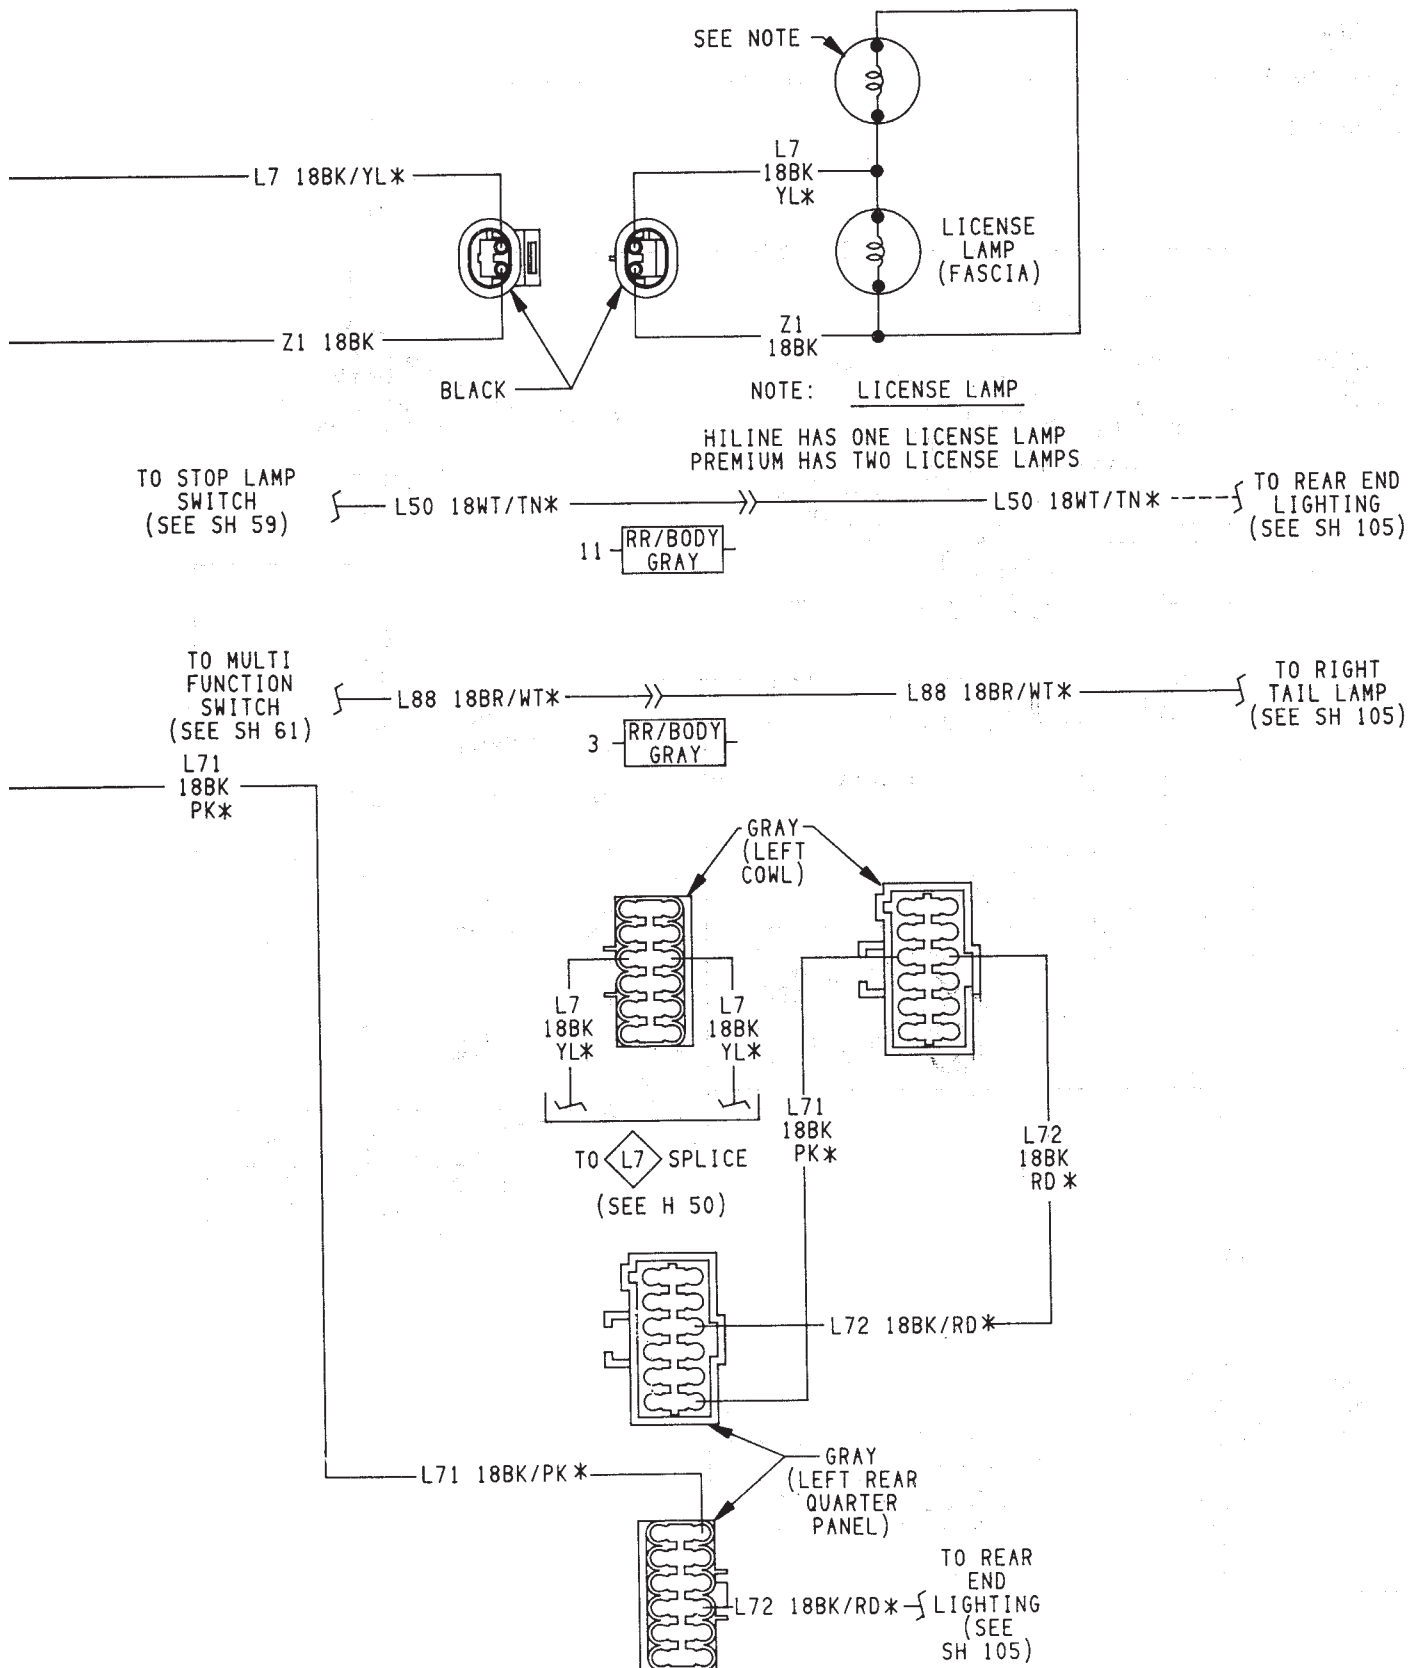 SEE NOTE
L7
18BK
YL*
L7 18BK/YL*
LICENSE
LAMP
(FASCIA)
Z1 18BK
Z1
18BK
BLACK
NOTE: LICENSE LAMP
HILINE HAS ONE LICENSE LAMP
PREMIUM HAS TWO LICENSE LAMPS
TO STOP LAMP
SWITCH
(SEE SH 59)
L50 18WT/TN*
L50 18WT/TN*
TO REAR END
LIGHTING
(SEE SH 105)
11
RR/BODY
GRAY
TO MULTI
FUNCTION
SWITCH
(SEE SH 61)
L88 18BR/WT*
L88 18BR/WT*
TO RIGHT
TAIL LAMP
(SEE SH 105)
3
RR/BODY
GRAY
L71
18BK
PK*
GRAY
(LEFT
COWL)
L7
18BK
YL*
L7
18BK
YL*
L71
18BK
PK*
L72
18BK
RD*
TO L7 SPLICE
(SEE H 50)
L72 18BK/RD*
L71 18BK/PK*
GRAY
(LEFT REAR
QUARTER
PANEL)
L72 18BK/RD*
TO REAR
END
LIGHTING
(SEE
SH 105)